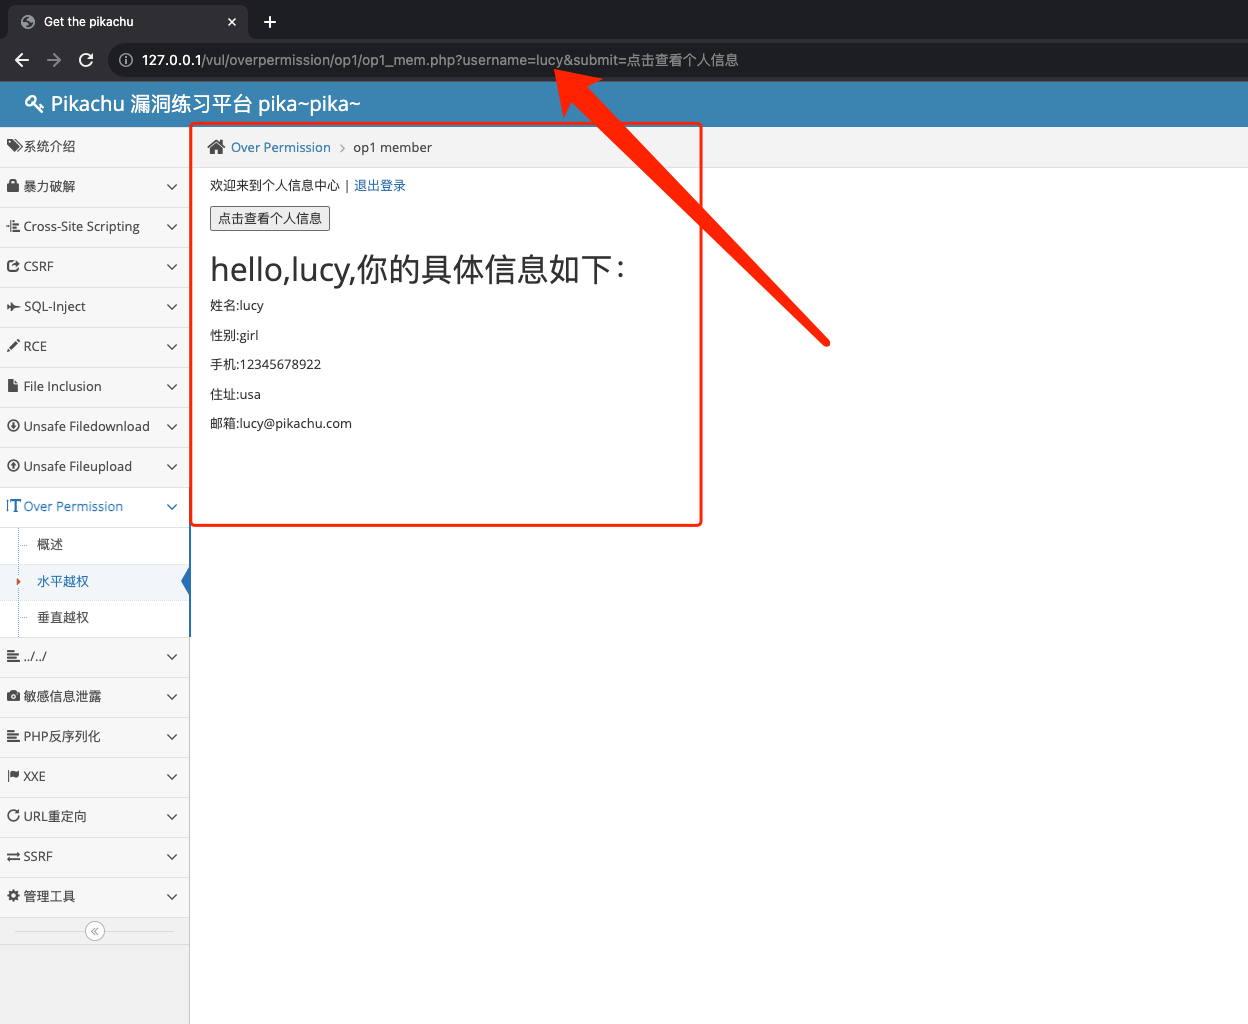 Get the pikachu
127.0.0.1/vul/overpermission/op1/op1_mem.php?username=lucy&submit=点击查看个人信息
Pikachu 漏洞练习平台 pika~pika~
系统介绍
暴力破解
Cross-Site Scripting
CSRF
SQL-Inject
RCE
File Inclusion
Unsafe Filedownload
Unsafe Fileupload
Over Permission
概述
水平越权
垂直越权
../../
敏感信息泄露
PHP反序列化
XXE
URL重定向
SSRF
管理工具
Over Permission > op1 member
欢迎来到个人信息中心 | 退出登录
点击查看个人信息
hello,lucy,你的具体信息如下：
姓名:lucy
性别:girl
手机:12345678922
住址:usa
邮箱:lucy@pikachu.com